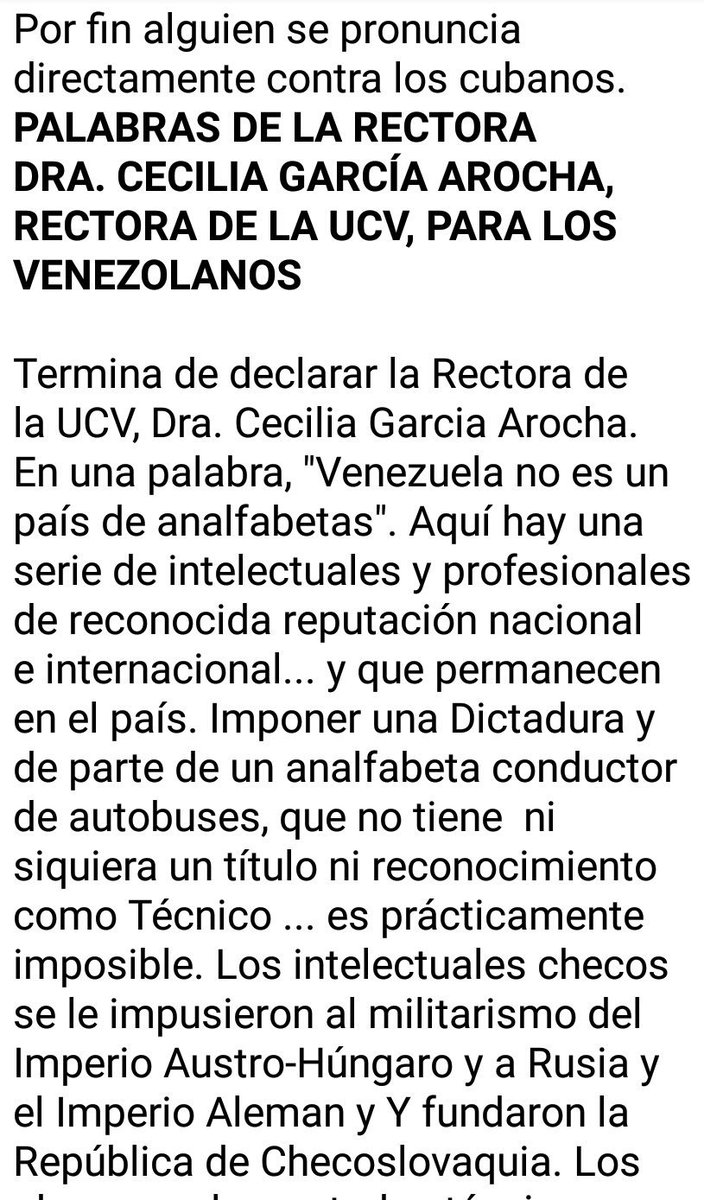 Por fin alguien se pronuncia
directamente contra los cubanos.
PALABRAS DE LA RECTORA
DRA. CECILIA GARCÍA AROCHA,
RECTORA DE LA UCV, PARA LOS
VENEZOLANOS
Termina de declarar la Rectora de
la UCV, Dra. Cecilia Garcia Arocha.
En una palabra, "Venezuela no es un
país de analfabetas". Aquí hay una
serie de intelectuales y profesionales
de reconocida reputación nacional
e internacional... y que permanecen
en el país. Imponer una Dictadura y
de parte de un analfabeta conductor
de autobuses, que no tiene  ni
siquiera un título ni reconocimiento
como Técnico ... es prácticamente
imposible. Los intelectuales checos
se le impusieron al militarismo del
Imperio Austro-Húngaro y a Rusia y
el Imperio Aleman y Y fundaron la
República de Checoslovaquia. Los